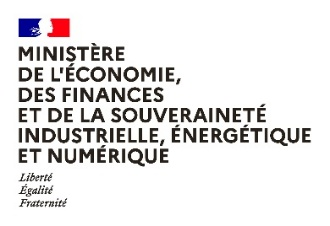 MINISTÈRE
DE L'ÉCONOMIE,
DES FINANCES
ET DE LA SOUVERAINETÉ
INDUSTRIELLE, ÉNERGÉTIQUE
ET NUMÉRIQUE
Liberté
Égalité
Fraternité